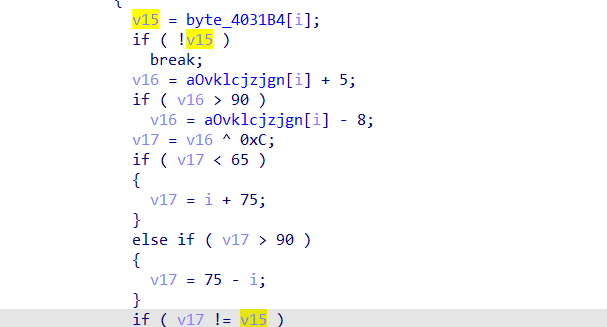 {
v15 = byte_4031B4[i];
if ( !v15 )
break;
v16 = aOvklcjzjgn[i] + 5;
if ( v16 > 90 )
v16 = aOvklcjzjgn[i] - 8;
v17 = v16 ^ 0xC;
if ( v17 < 65 )
{
v17 = i + 75;
}
else if ( v17 > 90 )
{
v17 = 75 - i;
}
if ( v17 != v15 )